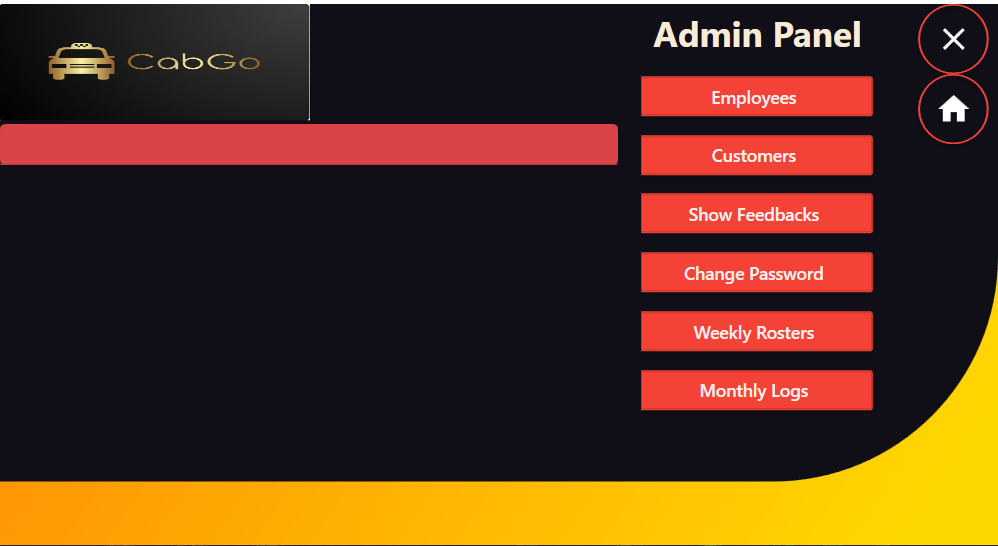 CabGo
Admin Panel
Employees
Customers
Show Feedbacks
Change Password
Weekly Rosters
Monthly Logs